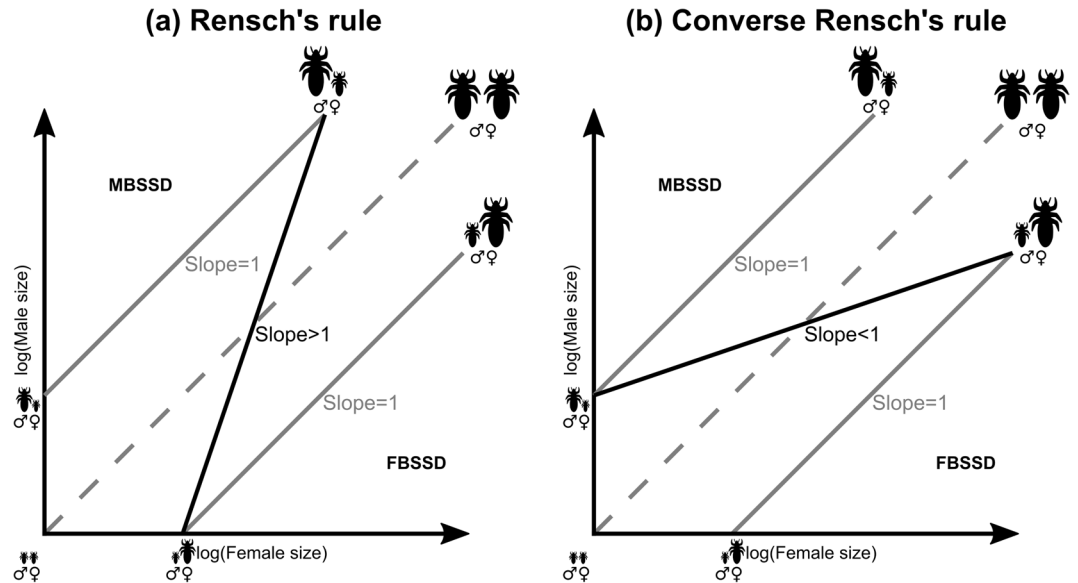 (a) Rensch's rule
(b) Converse Rensch's rule
♂♀
♂♀
♂♀
MBSSD
Slope=1
Slope>1
Slope=1
FBSSD
log(Male size)
♂♀
♂♀
♂♀
log(Female size)
♂♀
♂♀
♂♀
MBSSD
Slope=1
Slope<1
Slope=1
FBSSD
log(Male size)
♂♀
♂♀
♂♀
log(Female size)